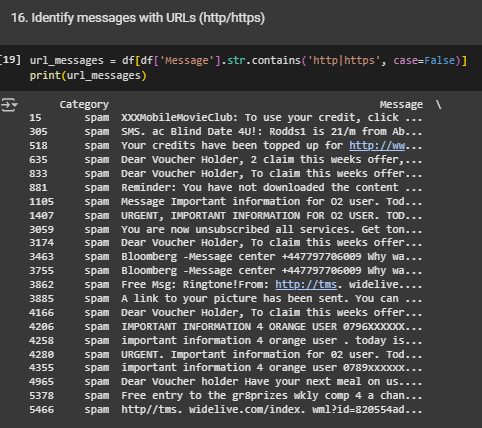 16. Identify messages with URLs (http/https)
[19] url_messages = df[df['Message'].str.contains('http|https', case=False)]
print(url_messages)
Category Message \
15 spam XXXMobileMovieClub: To use your credit, click ...
305 spam SMS. ac Blind Date 4U!: Rodds1 is 21/m from Ab...
518 spam Your credits have been topped up for http://ww...
635 spam Dear Voucher Holder, 2 claim this weeks offer,...
833 spam Dear Voucher Holder, To claim this weeks offer...
881 spam Reminder: You have not downloaded the content ...
1105 spam Message Important information for O2 user. Tod...
1407 spam URGENT, IMPORTANT INFORMATION FOR O2 USER. TOD...
3059 spam You are now unsubscribed all services. Get ton...
3174 spam Dear Voucher Holder, To claim this weeks offer...
3463 spam Bloomberg -Message center +447797706009 Why wa...
3755 spam Bloomberg -Message center +447797706009 Why wa...
3862 spam Free Msg: Ringtone!From: http://tms. widelive....
3885 spam A link to your picture has been sent. You can ...
4166 spam Dear Voucher Holder, To claim this weeks offer...
4206 spam IMPORTANT INFORMATION 4 ORANGE USER 0796XXXXXX...
4258 spam important information 4 orange user . today is...
4280 spam URGENT. Important information for 02 user. Tod...
4355 spam important information 4 orange user 0789xxxxxx...
4965 spam Dear Voucher holder Have your next meal on us....
5378 spam Free entry to the gr8prizes wkly comp 4 a chan...
5466 spam http//tms. widelive.com/index. wml?id=820554ad...